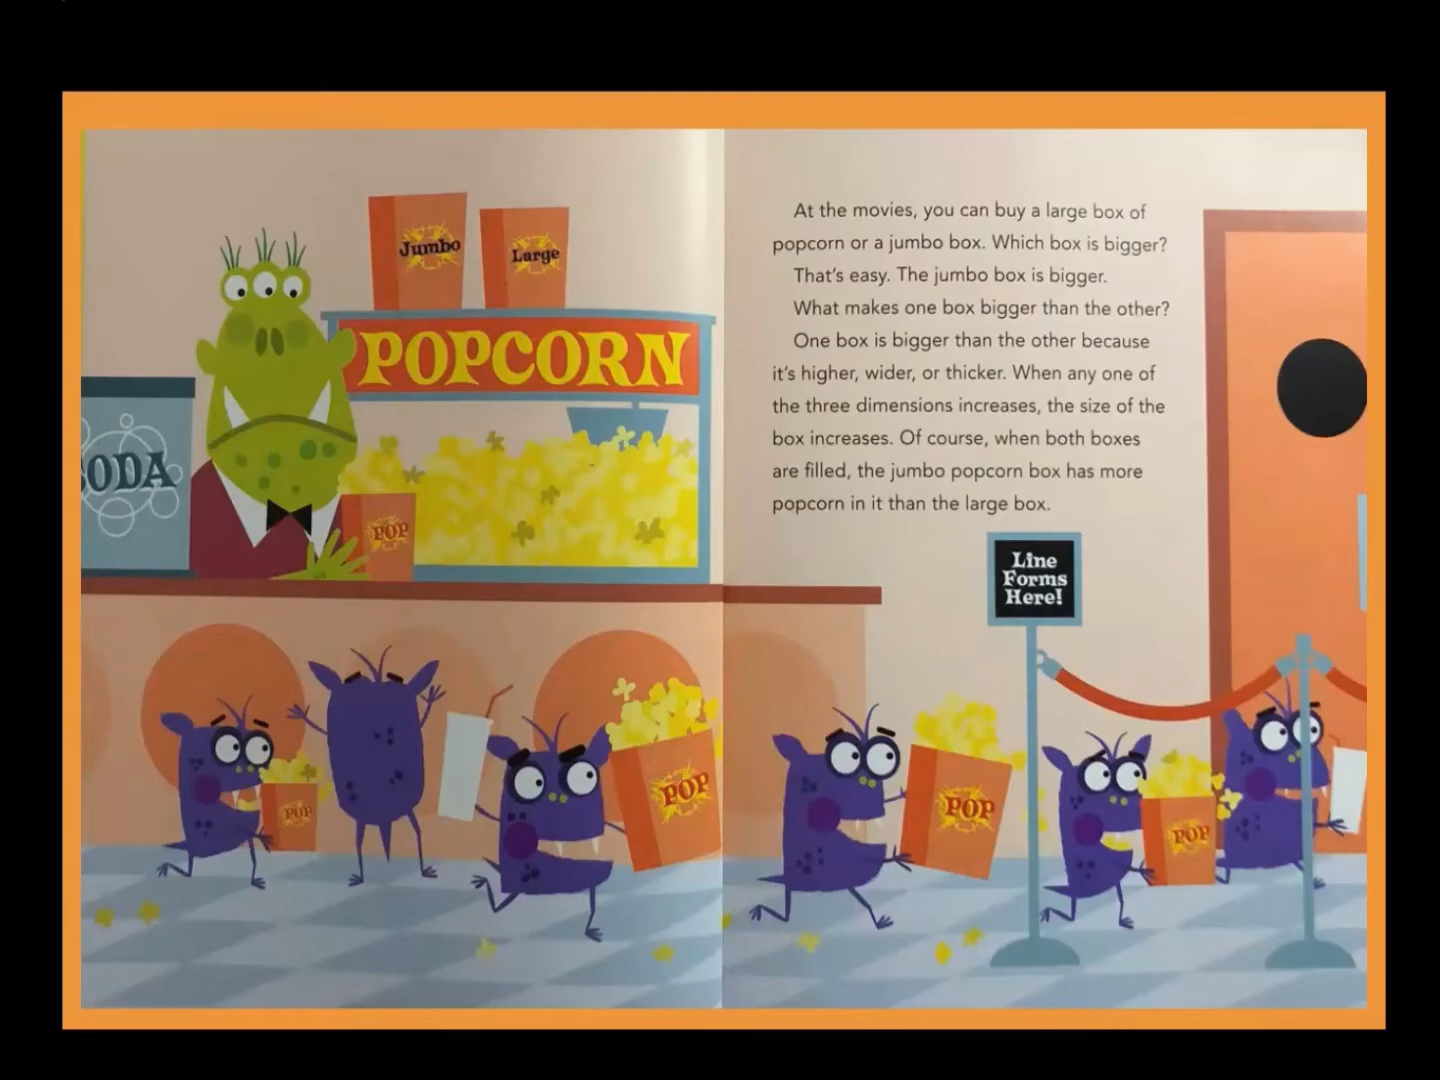 Jumbo
Large
POPCORN
ODA
POP
POP
POP
At the movies, you can buy a large box of
popcorn or a jumbo box. Which box is bigger?
That's easy. The jumbo box is bigger.
What makes one box bigger than the other?
One box is bigger than the other because
it's higher, wider, or thicker. When any one of
the three dimensions increases, the size of the
box increases. Of course, when both boxes
are filled, the jumbo popcorn box has more
popcorn in it than the large box.
Line
Forms
Here!
POP
POP